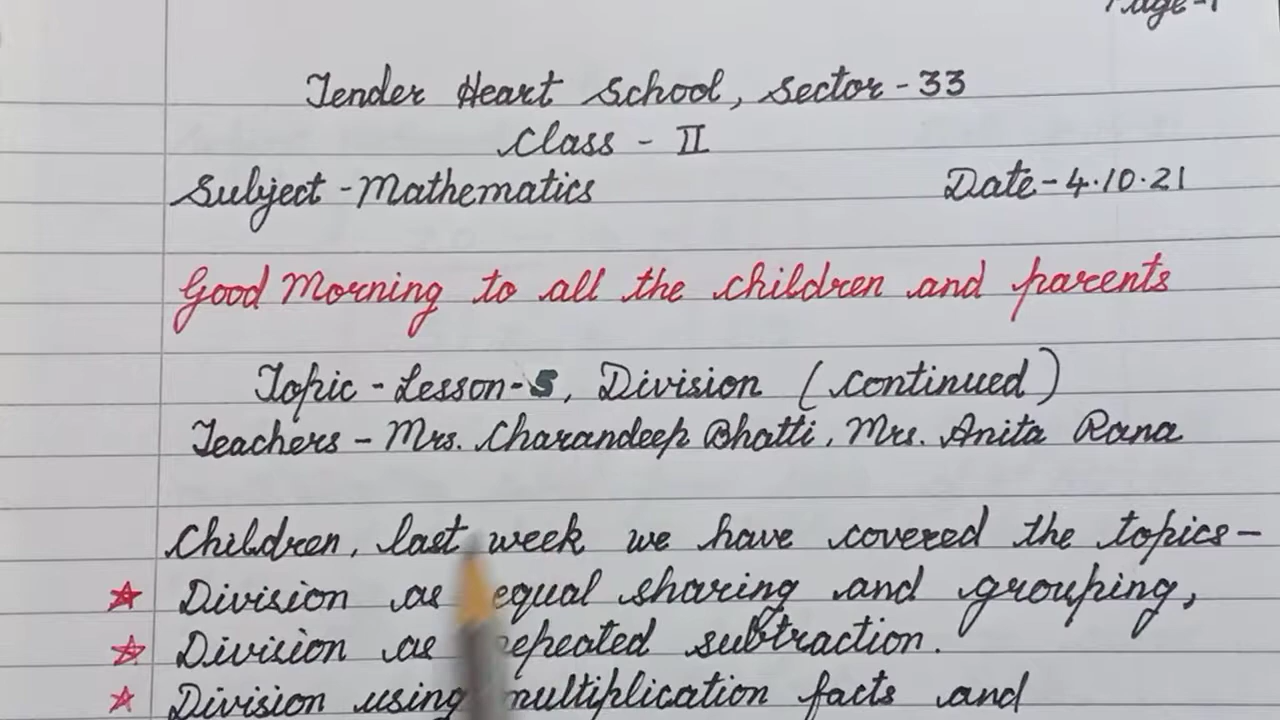 Page-1
Tender Heart School, Sector-33
Class - II
Subject - Mathematics Date-4.10.21
Good Morning to all the children and parents
Topic - Lesson-5, Division (continued)
Teachers - Mrs. Charandeep Bhatti, Mrs. Anita Rana
Children, last week we have covered the topics-
Division as equal sharing and grouping,
Division as repeated subtraction.
Division using multiplication facts and